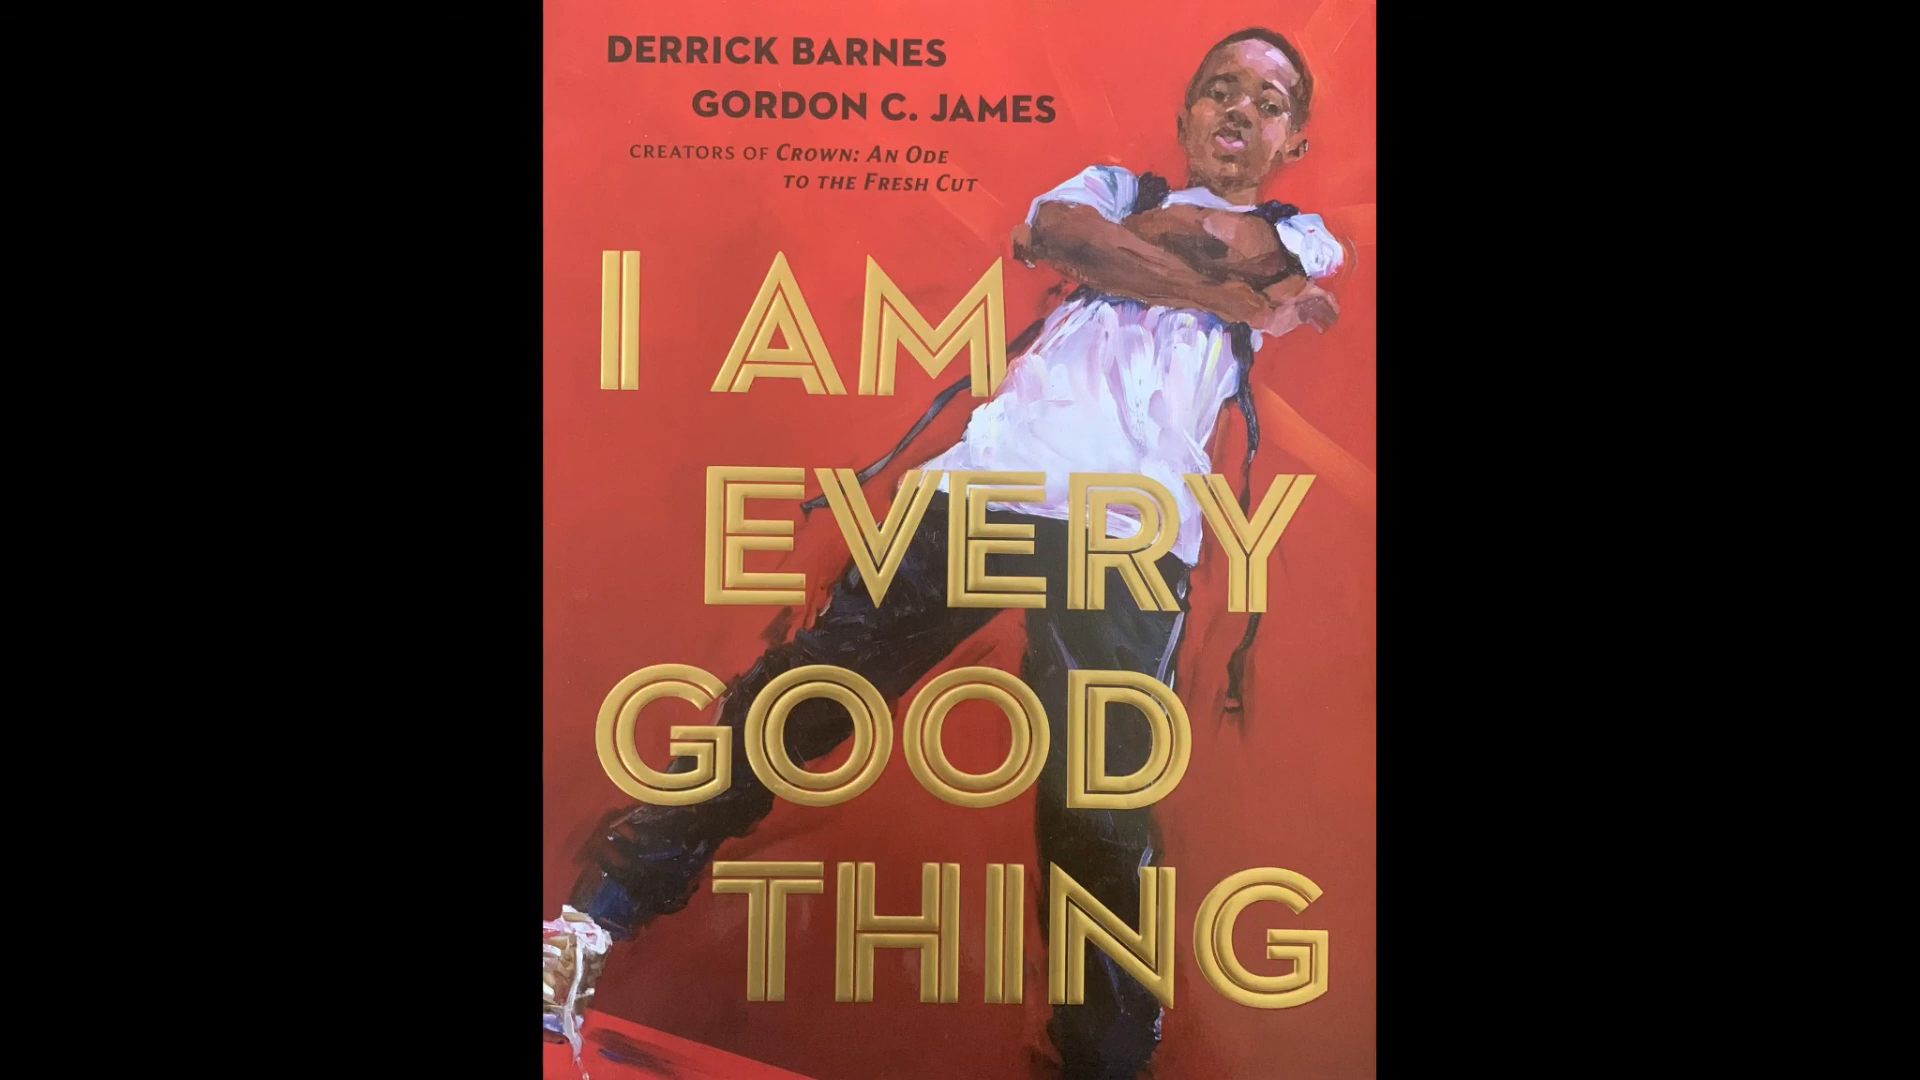 DERRICK BARNES
GORDON C. JAMES
CREATORS OF CROWN: AN ODE
TO THE FRESH CUT
I AM
EVERY
GOOD
THING